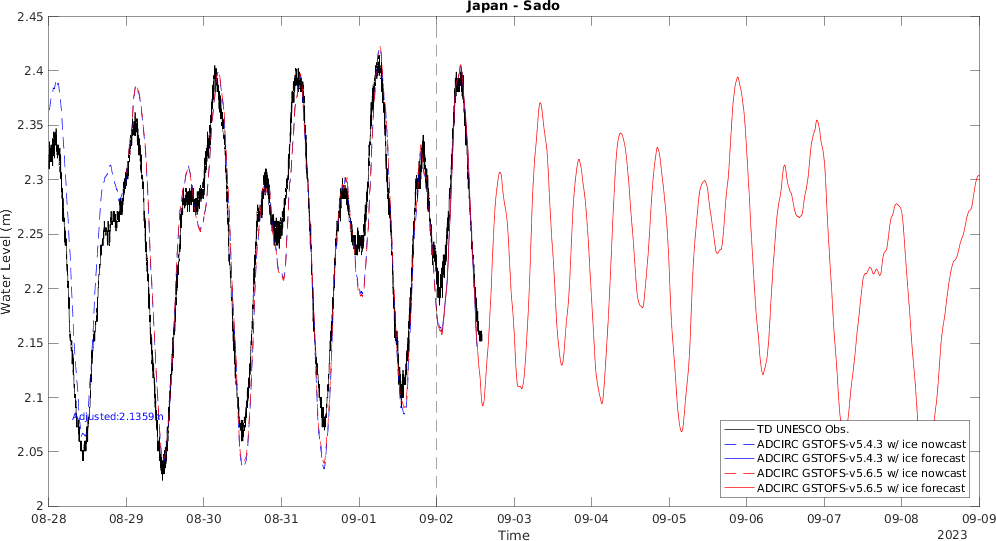 Japan - Sado
2.45
2.4
2.35
2.3
2.25
2.2
2.15
2.1
2.05
2
Water Level (m)
Adjusted:2.1359m
TD UNESCO Obs.
ADCIRC GSTOFS-v5.4.3 w/ ice nowcast
ADCIRC GSTOFS-v5.4.3 w/ ice forecast
ADCIRC GSTOFS-v5.6.5 w/ ice nowcast
ADCIRC GSTOFS-v5.6.5 w/ ice forecast
08-28 08-29 08-30 08-31 09-01 09-02 09-03 09-04 09-05 09-06 09-07 09-08 09-09
Time
2023